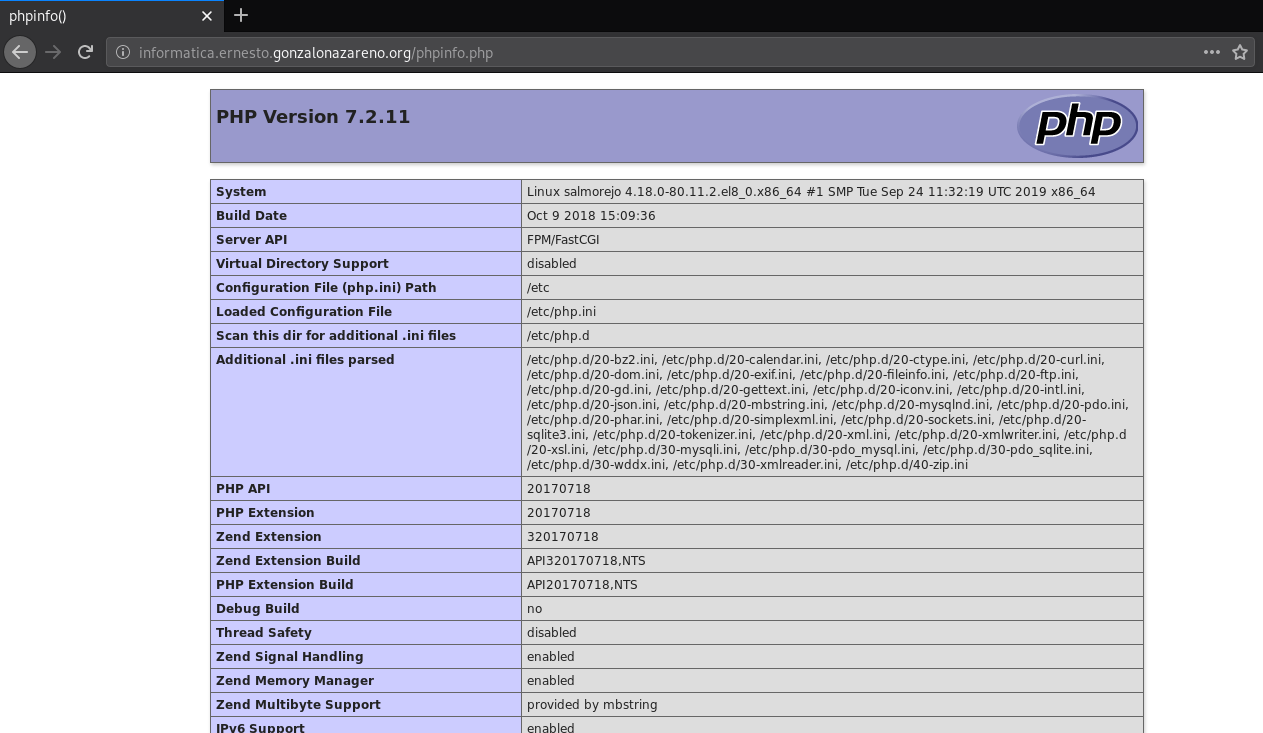 phpinfo()
informatica.ernesto.gonzalonazareno.org/phpinfo.php
PHP Version 7.2.11
php
System Linux salmorejo 4.18.0-80.11.2.el8_0.x86_64 #1 SMP Tue Sep 24 11:32:19 UTC 2019 x86_64
Build Date Oct 9 2018 15:09:36
Server API FPM/FastCGI
Virtual Directory Support disabled
Configuration File (php.ini) Path /etc
Loaded Configuration File /etc/php.ini
Scan this dir for additional .ini files /etc/php.d
Additional .ini files parsed /etc/php.d/20-bz2.ini, /etc/php.d/20-calendar.ini, /etc/php.d/20-ctype.ini, /etc/php.d/20-curl.ini,
/etc/php.d/20-dom.ini, /etc/php.d/20-exif.ini, /etc/php.d/20-fileinfo.ini, /etc/php.d/20-ftp.ini,
/etc/php.d/20-gd.ini, /etc/php.d/20-gettext.ini, /etc/php.d/20-iconv.ini, /etc/php.d/20-intl.ini,
/etc/php.d/20-json.ini, /etc/php.d/20-mbstring.ini, /etc/php.d/20-mysqlnd.ini, /etc/php.d/20-pdo.ini,
/etc/php.d/20-phar.ini, /etc/php.d/20-simplexml.ini, /etc/php.d/20-sockets.ini, /etc/php.d/20-
sqlite3.ini, /etc/php.d/20-tokenizer.ini, /etc/php.d/20-xml.ini, /etc/php.d/20-xmlwriter.ini, /etc/php.d
/20-xsl.ini, /etc/php.d/30-mysqli.ini, /etc/php.d/30-pdo_mysql.ini, /etc/php.d/30-pdo_sqlite.ini,
/etc/php.d/30-wddx.ini, /etc/php.d/30-xmlreader.ini, /etc/php.d/40-zip.ini
PHP API 20170718
PHP Extension 20170718
Zend Extension 320170718
Zend Extension Build API320170718,NTS
PHP Extension Build API20170718,NTS
Debug Build no
Thread Safety disabled
Zend Signal Handling enabled
Zend Memory Manager enabled
Zend Multibyte Support provided by mbstring
IPv6 Support enabled